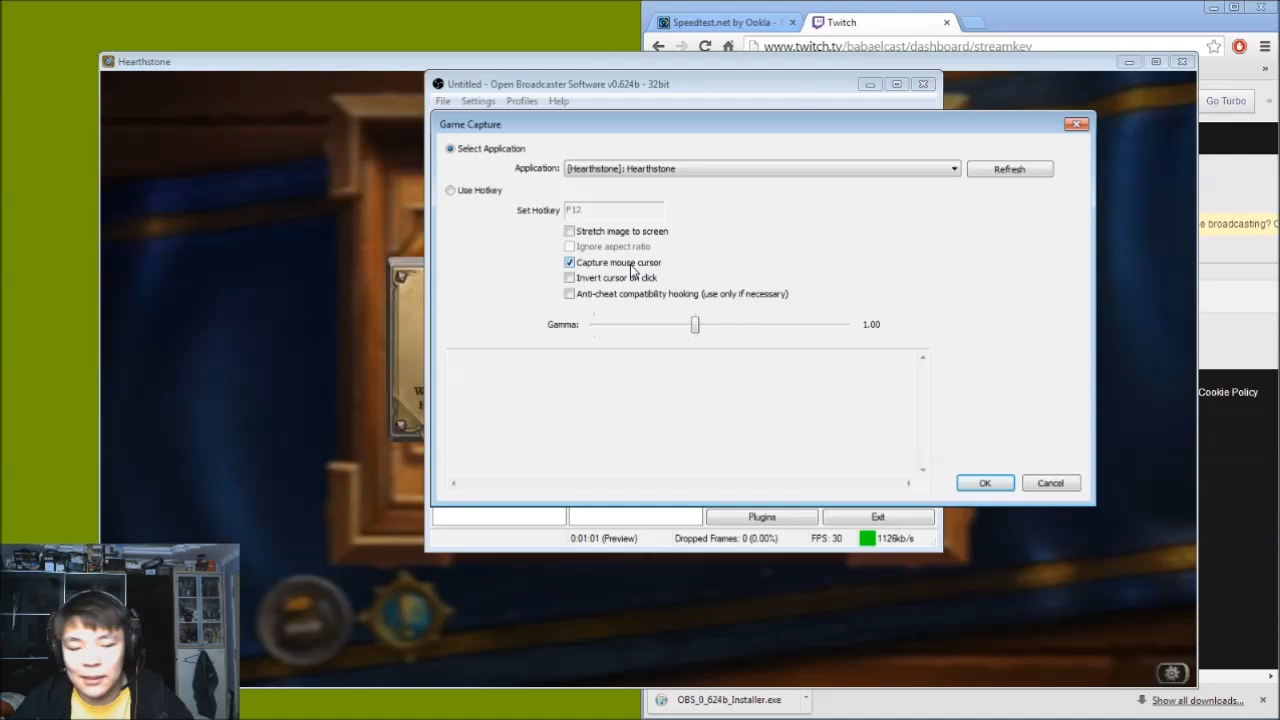 Speedtest.net by Ookla -
Twitch
www.twitch.tv/babaelcast/dashboard/streamkey
Hearthstone
Untitled - Open Broadcaster Software v0.624b - 32bit
File Settings Profiles Help
Go Turbo
Game Capture
Select Application
Application: [Hearthstone]: Hearthstone Refresh
Use Hotkey
Set Hotkey F12
Stretch image to screen
e broadcasting?
Ignore aspect ratio
Capture mouse cursor
Invert cursor on click
Anti-cheat compatibility hooking (use only if necessary)
Gamma: 1.00
Cookie Policy
OK Cancel
Plugins Exit
0:01:01 (Preview) Dropped Frames: 0 (0.00%) FPS: 30 1126kb/s
OBS_0_624b_Installer.exe
Show all downloads...